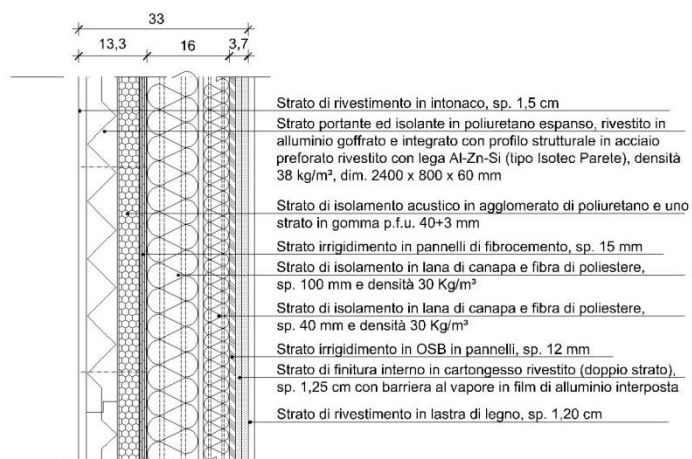 33
13,3 16 3,7
Strato di rivestimento in intonaco, sp. 1,5 cm
Strato portante ed isolante in poliuretano espanso, rivestito in
alluminio goffrato e integrato con profilo strutturale in acciaio
preforato rivestito con lega Al-Zn-Si (tipo Isotec Parete), densità
38 kg/m³, dim. 2400 x 800 x 60 mm
Strato di isolamento acustico in agglomerato di poliuretano e uno
strato in gomma p.f.u. 40+3 mm
Strato irrigidimento in pannelli di fibrocemento, sp. 15 mm
Strato di isolamento in lana di canapa e fibra di poliestere,
sp. 100 mm e densità 30 Kg/m³
Strato di isolamento in lana di canapa e fibra di poliestere,
sp. 40 mm e densità 30 Kg/m³
Strato irrigidimento in OSB in pannelli, sp. 12 mm
Strato di finitura interno in cartongesso rivestito (doppio strato),
sp. 1,25 cm con barriera al vapore in film di alluminio interposta
Strato di rivestimento in lastra di legno, sp. 1,20 cm